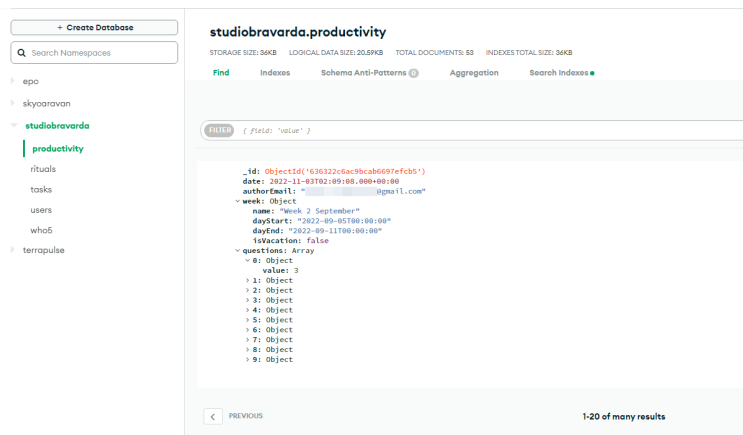 + Create Database
Search Namespaces
epo
skyoaravan
studiobravarda
productivity
rituals
tasks
users
who5
terrapulse
studiobravarda.productivity
STORAGE SIZE: 36KB LOGICAL DATA SIZE: 20.59KB TOTAL DOCUMENTS: 53 INDEXES TOTAL SIZE: 36KB
Find Indexes Schema Anti-Patterns 0 Aggregation Search Indexes
FILTER { field: 'value' }
_id: ObjectId('636322c6ac9bcab6697efcb5')
date: 2022-11-03T02:09:08.000+00:00
authorEmail: " @gmail.com"
week: Object
name: "Week 2 September"
dayStart: "2022-09-05T00:00:00"
dayEnd: "2022-09-11T00:00:00"
isVacation: false
questions: Array
0: Object
value: 3
1: Object
2: Object
3: Object
4: Object
5: Object
6: Object
7: Object
8: Object
9: Object
PREVIOUS
1-20 of many results